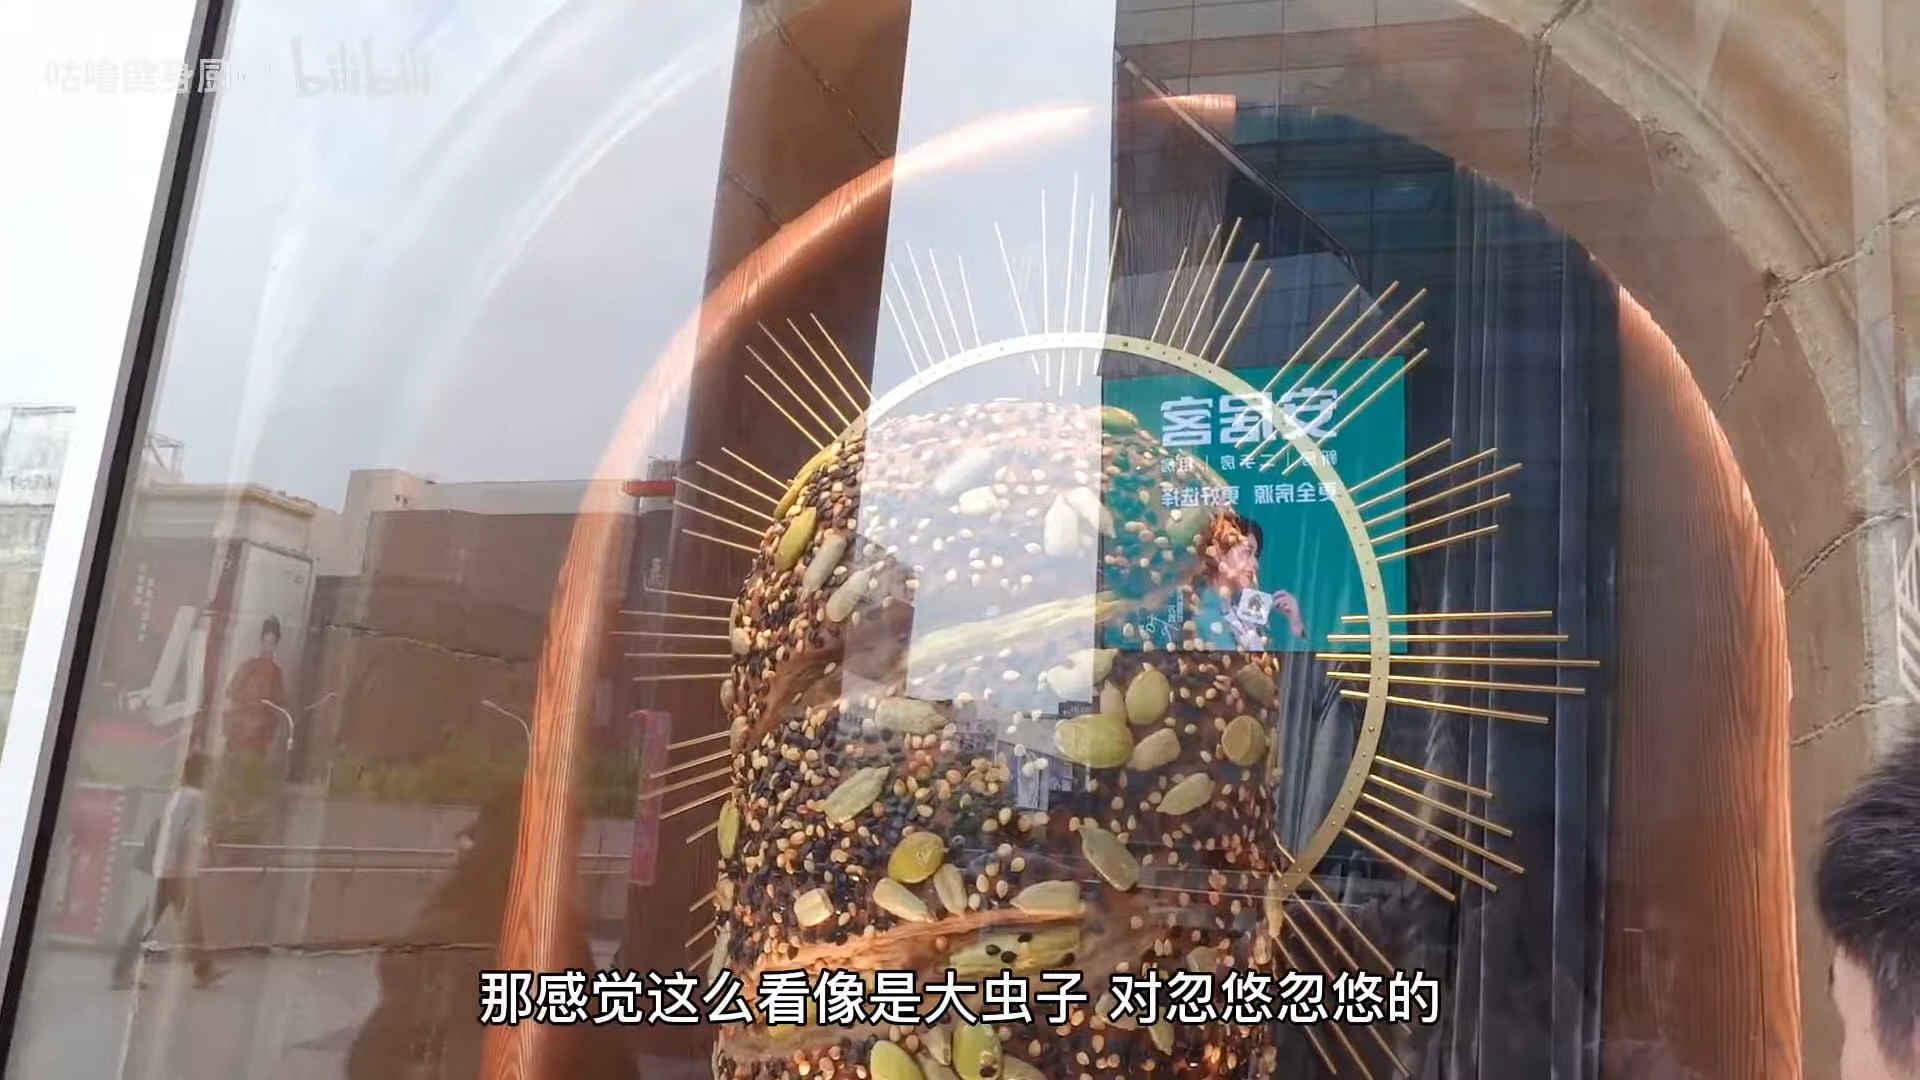 咕噜健身厨 bilibili
安居客
新房 | 二手房 | 租房
更全房源 更好选择
那感觉这么看像是大虫子 对忽悠忽悠的